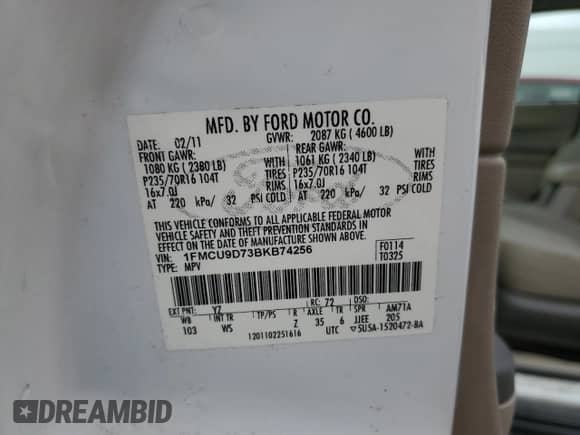 MFD. BY FORD MOTOR CO.
DATE: 02/11 GVWR: 2087 KG ( 4600 LB)
FRONT GAWR: REAR GAWR:
1080 KG ( 2380 LB) WITH 1061 KG ( 2340 LB) WITH
P235/70R16 104T TIRES P235/70R16 104T TIRES
16x7.0J RIMS 16x7.0J RIMS
AT 220 kPa/ 32 PSI COLD AT 220 kPa/ 32 PSI COLD
THIS VEHICLE CONFORMS TO ALL APPLICABLE FEDERAL MOTOR
VEHICLE SAFETY AND THEFT PREVENTION STANDARDS IN
EFFECT ON THE DATE OF MANUFACTURE SHOWN ABOVE.
VIN: 1FMCU9D73BKB74256 F0114
TYPE: MPV T0325
EXT PNT: YZ RC: 72 DSO:
WB INT TR TP/PS R AXLE TR SPR AM71A
103 WS Z 35 6 JJEE 205
1201102251616 UTC ▽5U5A-1520472-BA
DREAMBID